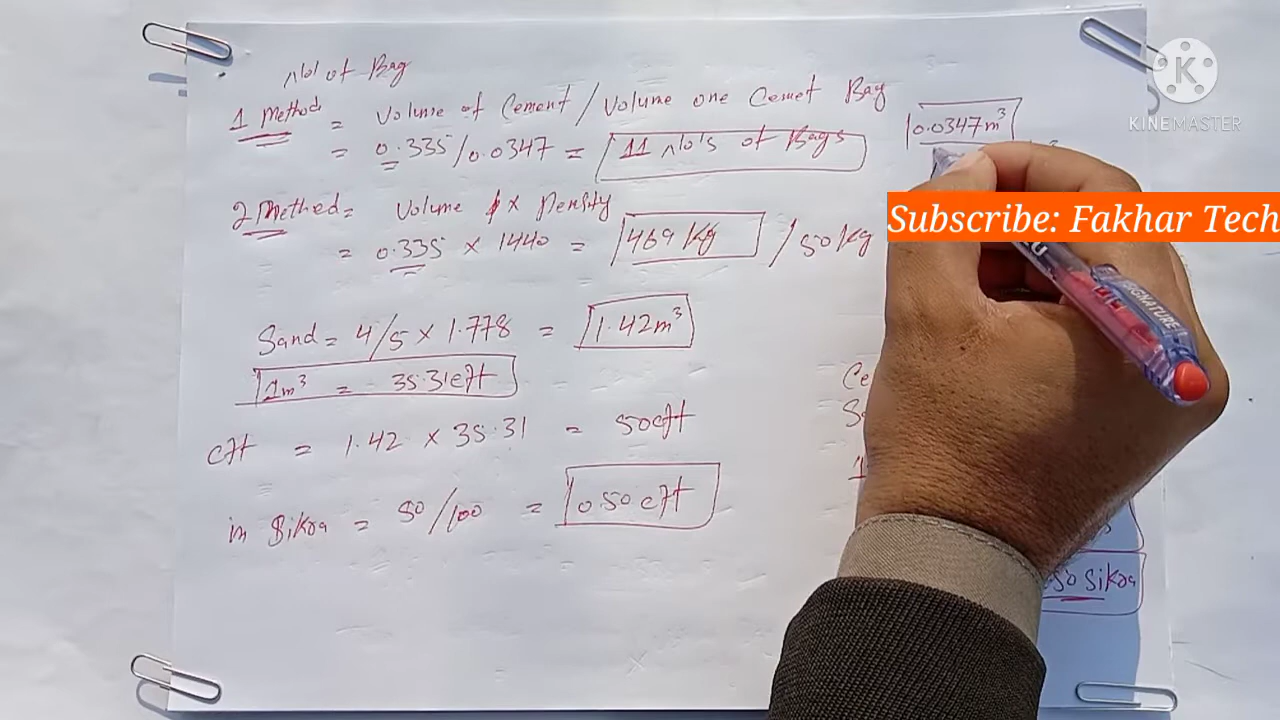 No's of Bag
1 Method = Volume of Cement / Volume one Cemet Bag
= 0.335/0.0347 = 11 No's of Bags
0.0347m³
2 Method = Volume x Density
= 0.335 x 1440 = 469 Kg / 50 Kg
Sand = 4/5 x 1.778 = 1.42m³
1m³ = 35.31cft
cft = 1.42 x 35.31 = 50cft
in Sikra = 50/100 = 0.50 cft
50 Sikra
KINEMASTER
Subscribe: Fakhar Tech